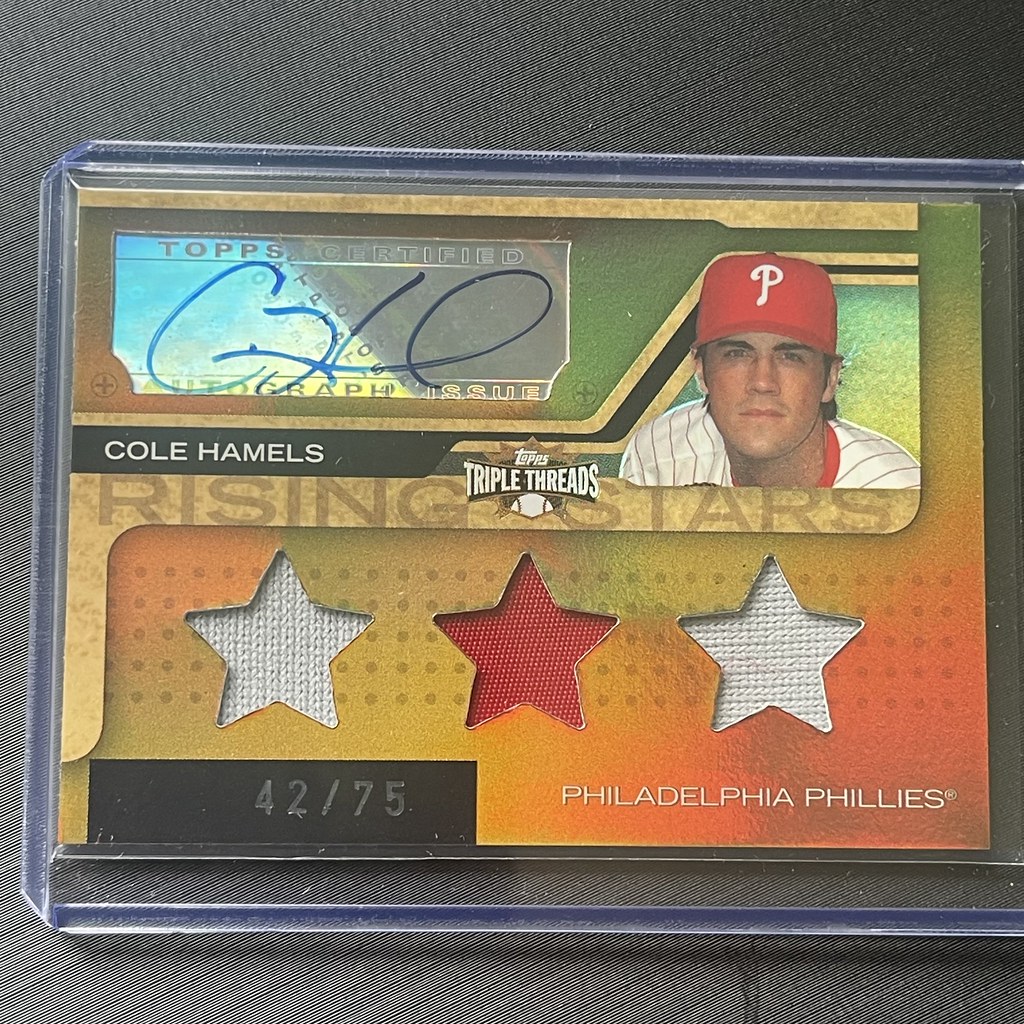 TOPPS CERTIFIED
AUTOGRAPH ISSUE
P
COLE HAMELS
topps
TRIPLE THREADS
RISING STARS
42/75
PHILADELPHIA PHILLIES®